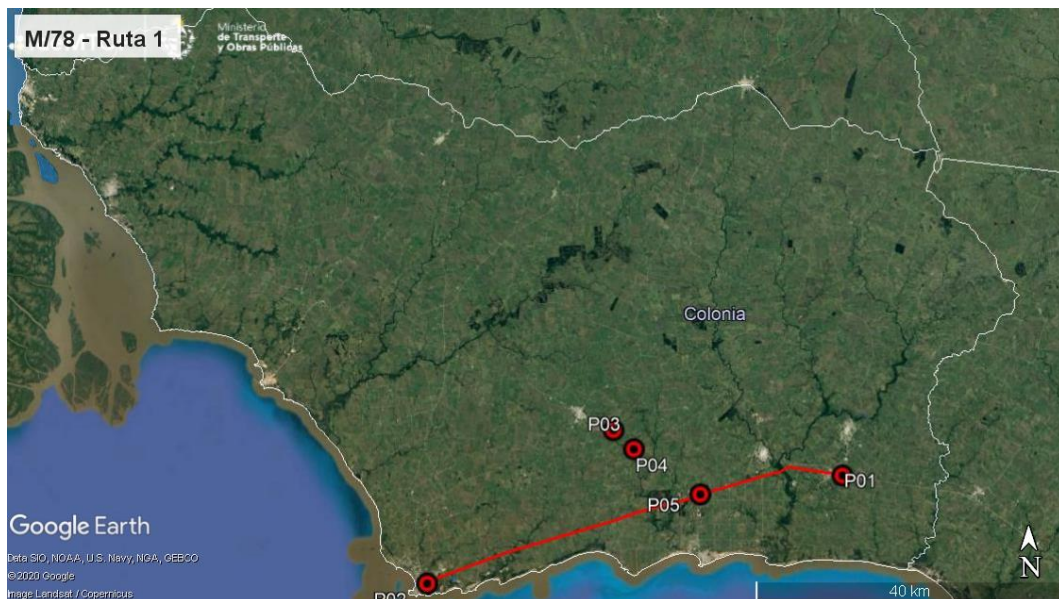 M/78 - Ruta 1
Ministerio
de Transporte
y Obras Públicas
Colonia
P03
P04
P01
P05
P02
Google Earth
Data SIO, NOAA, U.S. Navy, NGA, GEBCO
©2020 Google
Image Landsat / Copernicus
N
40 km